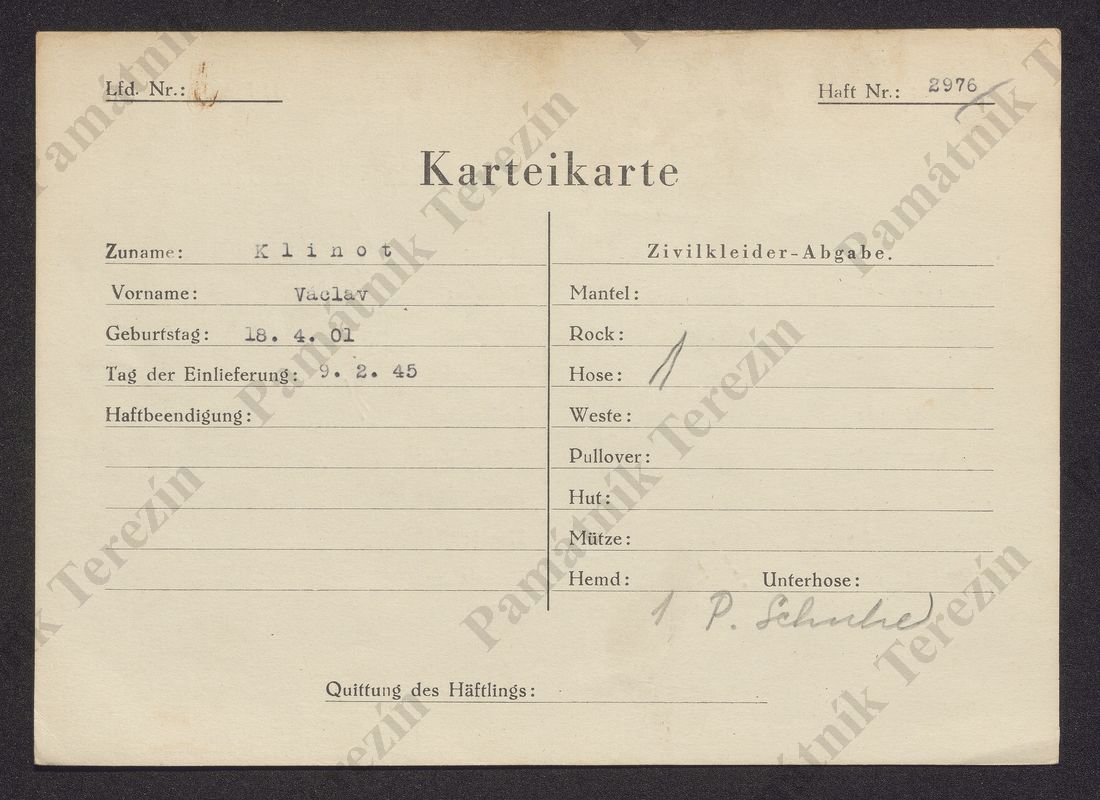 Lfd. Nr.:
Haft Nr.: 2976
Karteikarte
Zuname: Klinot
Vorname: Václav
Geburtstag: 18. 4. 01
Tag der Einlieferung: 9. 2. 45
Haftbeendigung:
Zivilkleider-Abgabe.
Mantel:
Rock:
Hose: 1
Weste:
Pullover:
Hut:
Mütze:
Hemd: Unterhose:
1 P. Schuhe
Quittung des Häftlings:
Památník Terezín